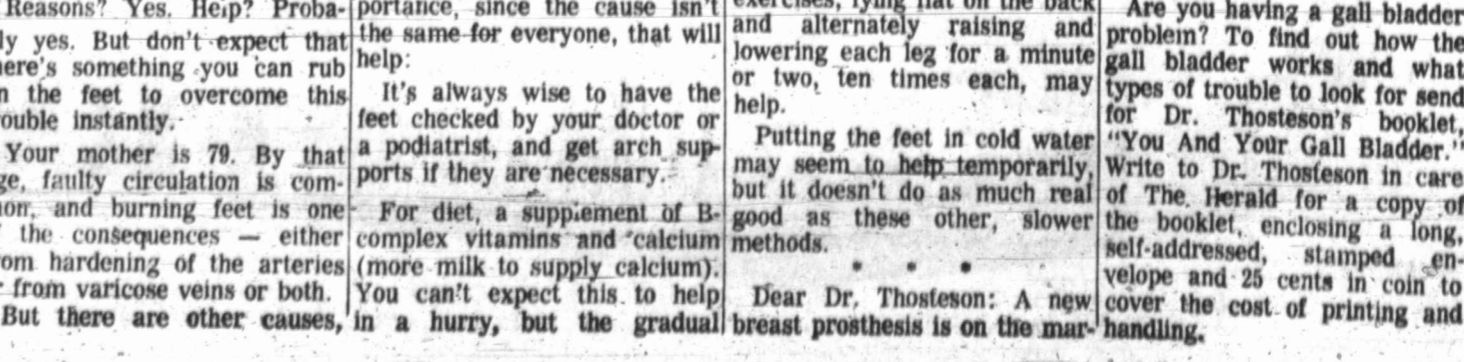 Reasons? Yes. Help? Proba-
ly yes. But don't expect that
here's something you can rub
n the feet to overcome this
ouble instantly.
Your mother is 79. By that
ge, faulty circulation is com-
on, and burning feet is one
the consequences — either
om hardening of the arteries
from varicose veins or both.
But there are other causes,
portance, since the cause isn't
the same for everyone, that will
help:
It's always wise to have the
feet checked by your doctor or
a podiatrist, and get arch sup-
ports if they are necessary.
For diet, a supplement of B-
complex vitamins and calcium
(more milk to supply calcium).
You can't expect this to help
in a hurry, but the gradual
exercises, lying flat on the back
and alternately raising and
lowering each leg for a minute
or two, ten times each, may
help.
Putting the feet in cold water
may seem to help temporarily,
but it doesn't do as much real
good as these other, slower
methods.
* * *
Dear Dr. Thosteson: A new
breast prosthesis is on the mar-
Are you having a gall bladder
problem? To find out how the
gall bladder works and what
types of trouble to look for send
for Dr. Thosteson's booklet,
"You And Your Gall Bladder."
Write to Dr. Thosteson in care
of The Herald for a copy of
the booklet, enclosing a long,
self-addressed, stamped en-
velope and 25 cents in coin to
cover the cost of printing and
handling.